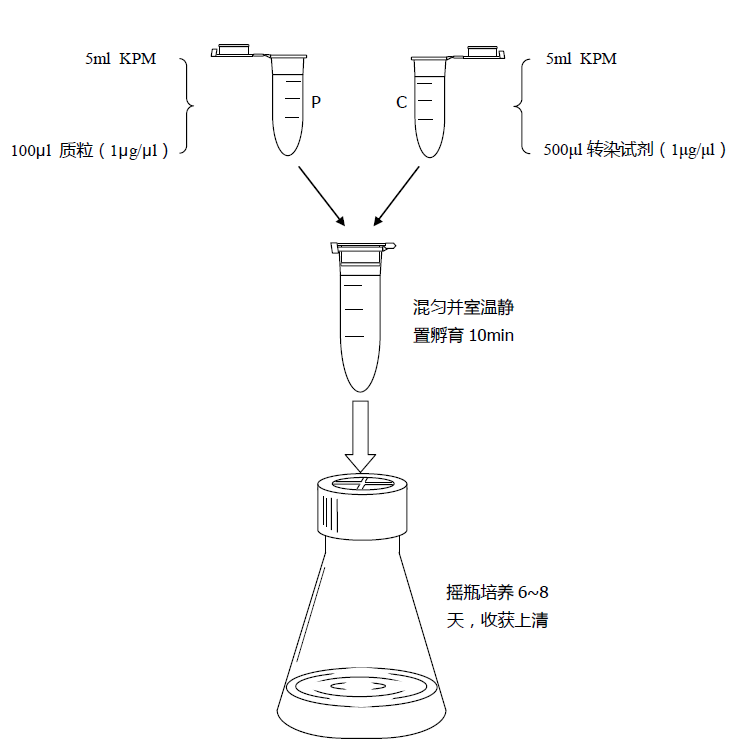 5ml KPM
5ml KPM
P
C
100μl 质粒（1μg/μl）
500μl 转染试剂（1μg/μl）
混匀并室温静
置孵育 10min
摇瓶培养 6~8
天，收获上清